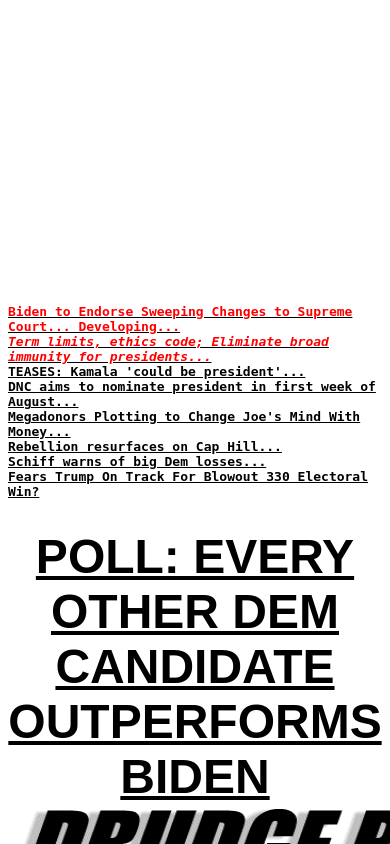 Biden to Endorse Sweeping Changes to Supreme
Court... Developing...
Term limits, ethics code; Eliminate broad
immunity for presidents...
TEASES: Kamala 'could be president'...
DNC aims to nominate president in first week of
August...
Megadonors Plotting to Change Joe's Mind With
Money...
Rebellion resurfaces on Cap Hill...
Schiff warns of big Dem losses...
Fears Trump On Track For Blowout 330 Electoral
Win?
POLL: EVERY
OTHER DEM
CANDIDATE
OUTPERFORMS
BIDEN
DRUDGE R